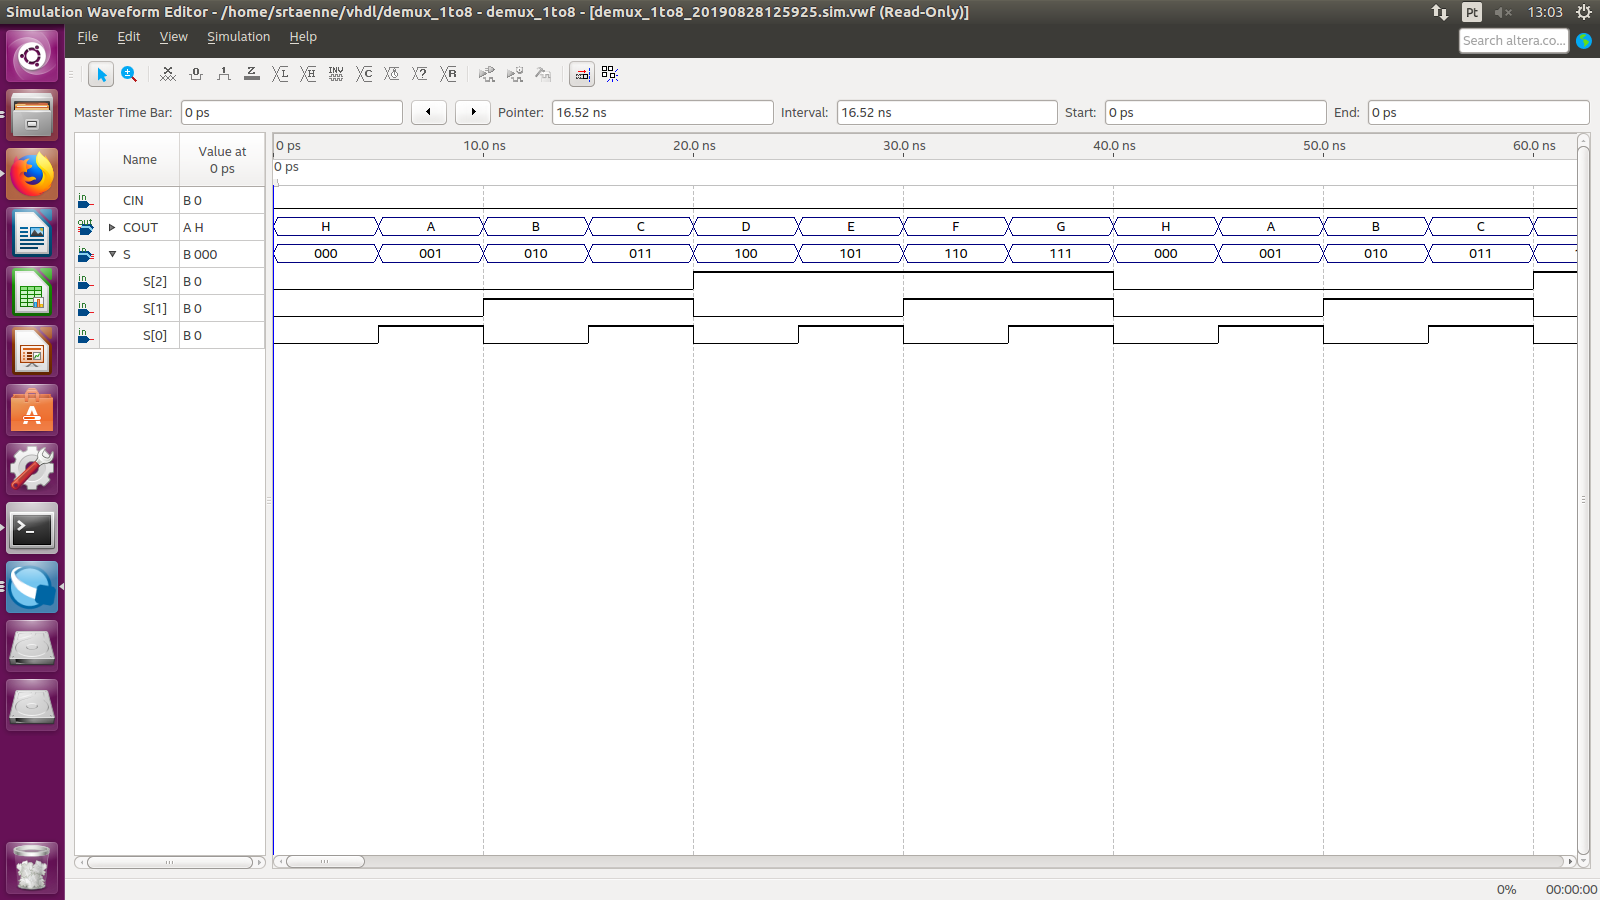 Simulation Waveform Editor - /home/srtaenne/vhdl/demux_1to8 - demux_1to8 - [demux_1to8_20190828125925.sim.vwf (Read-Only)]
Pt 13:03
File Edit View Simulation Help
Search altera.co...
Master Time Bar: 0 ps Pointer: 16.52 ns Interval: 16.52 ns Start: 0 ps End: 0 ps
Name Value at 0 ps
0 ps 10.0 ns 20.0 ns 30.0 ns 40.0 ns 50.0 ns 60.0 ns
0 ps
in CIN B 0
out COUT A H H A B C D E F G H A B C
in S B 000 000 001 010 011 100 101 110 111 000 001 010 011
in S[2] B 0
in S[1] B 0
in S[0] B 0
0% 00:00:00